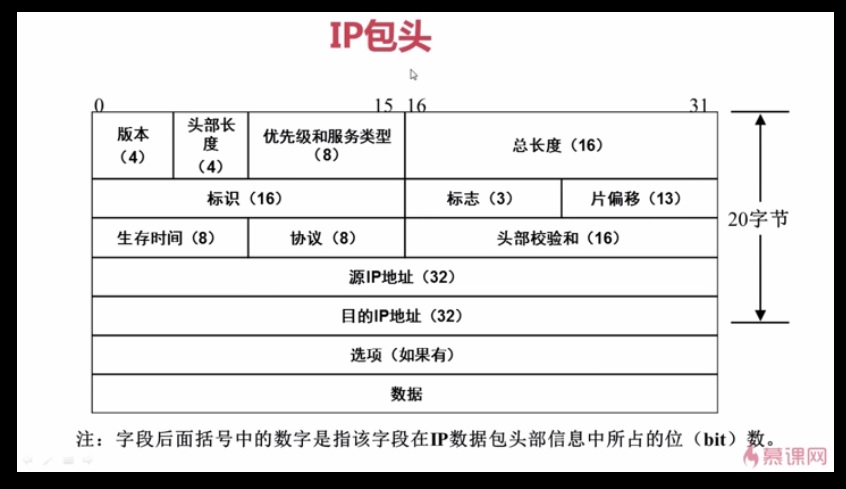 IP包头
0 15 16 31
版本
（4）
头部长
度
（4）
优先级和服务类型
（8）
总长度（16）
标识（16）
标志（3）
片偏移（13）
生存时间（8）
协议（8）
头部校验和（16）
源IP地址（32）
目的IP地址（32）
选项（如果有）
数据
20字节
注：字段后面括号中的数字是指该字段在IP数据包头部信息中所占的位（bit）数。
慕课网